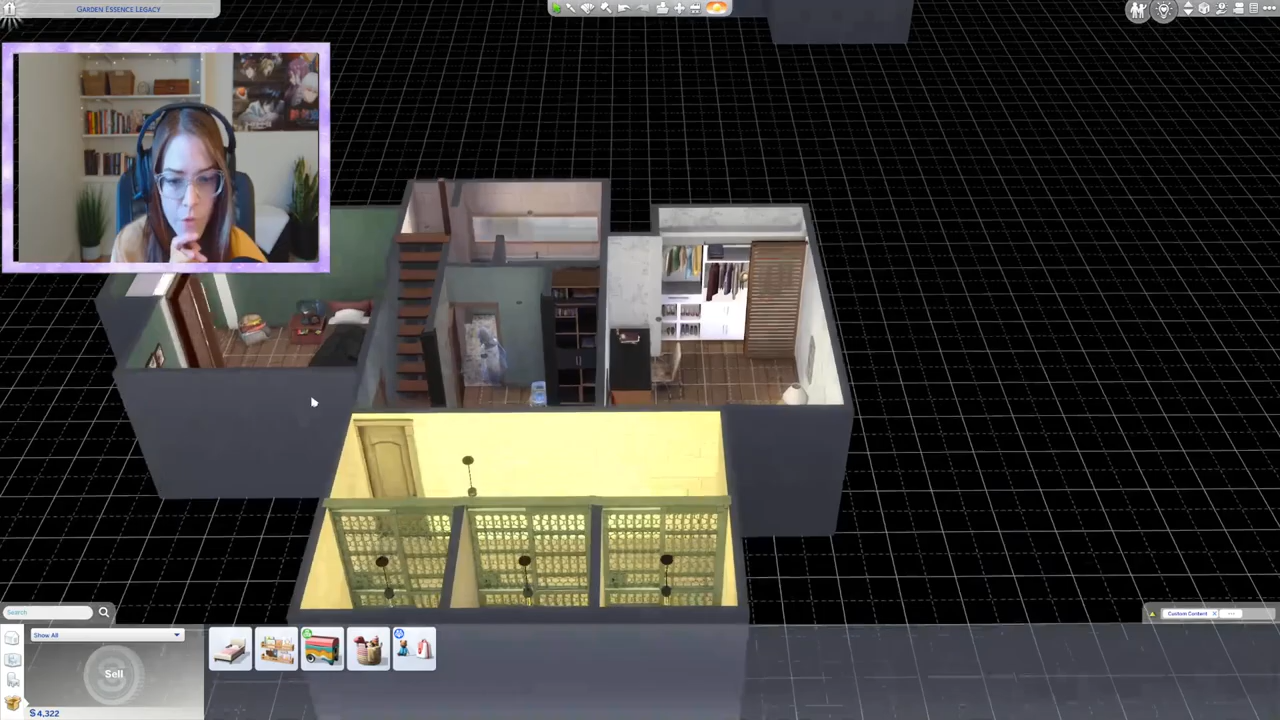 GARDEN ESSENCE LEGACY
Search
Show All
Sell
$4,322
Custom Content